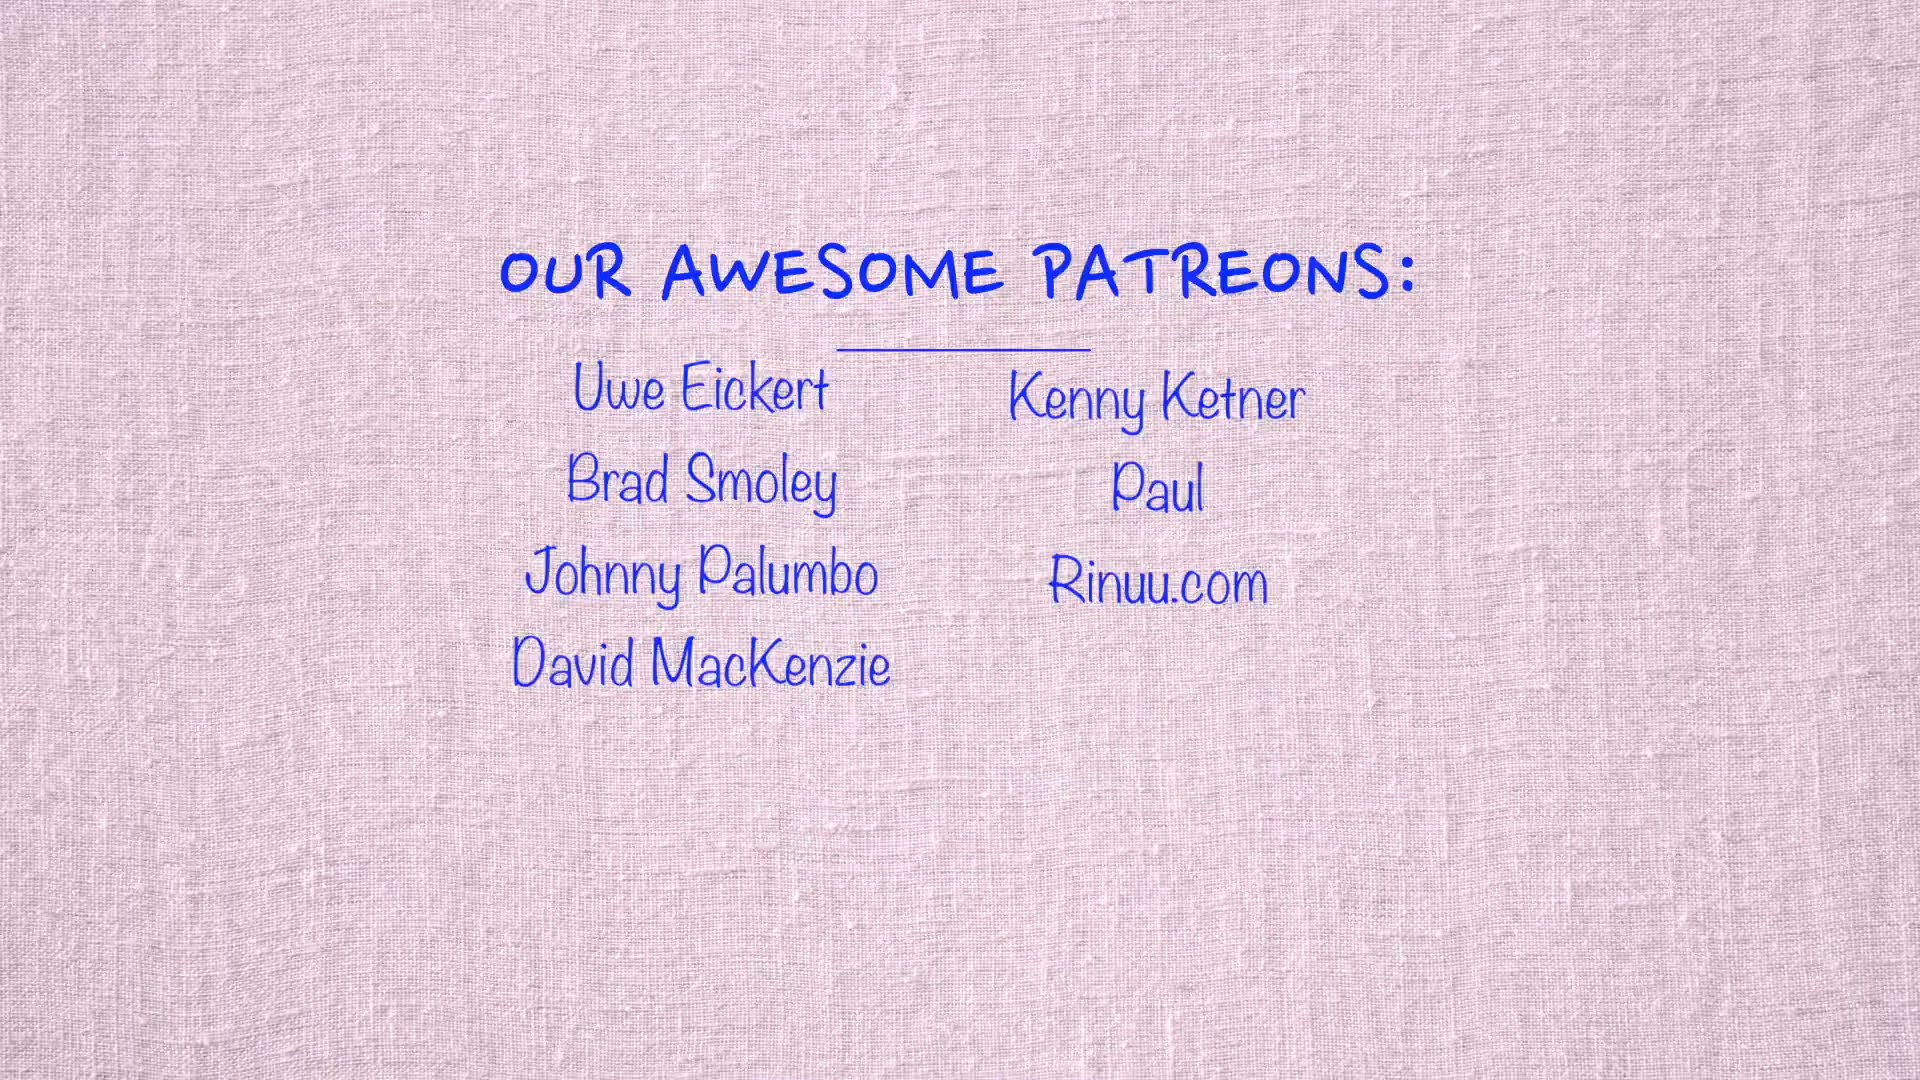 OUR AWESOME PATREONS:
Uwe Eickert
Brad Smoley
Johnny Palumbo
David MacKenzie
Kenny Ketner
Paul
Rinuu.com